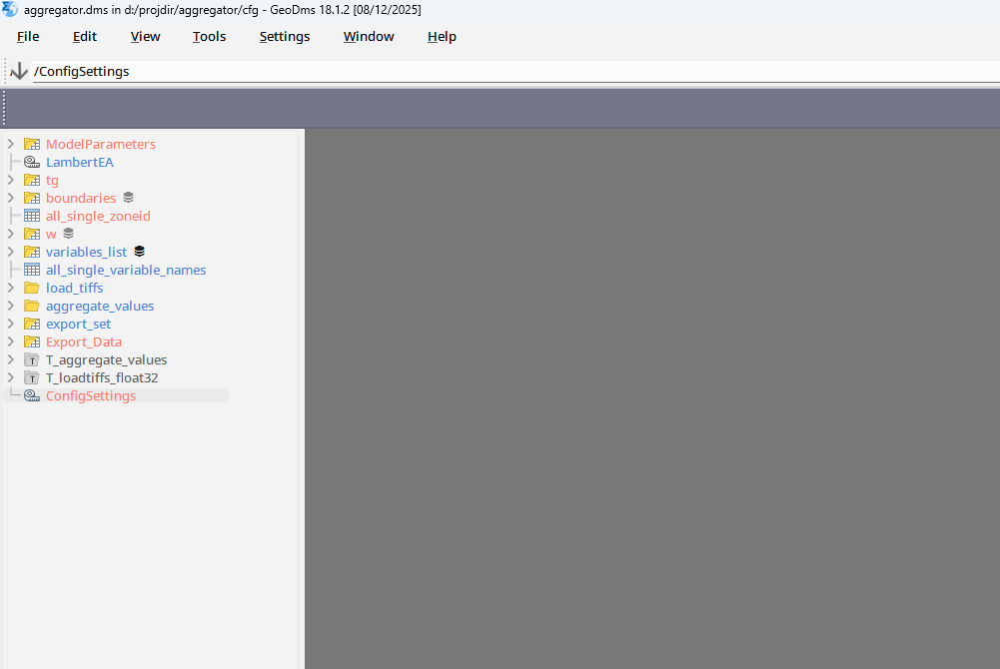 aggregator.dms in d:/projdir/aggregator/cfg - GeoDms 18.1.2 [08/12/2025]
File Edit View Tools Settings Window Help
/ConfigSettings
ModelParameters
LambertEA
tg
boundaries
all_single_zoneid
w
variables_list
all_single_variable_names
load_tiffs
aggregate_values
export_set
Export_Data
T T_aggregate_values
T T_loadtiffs_float32
ConfigSettings